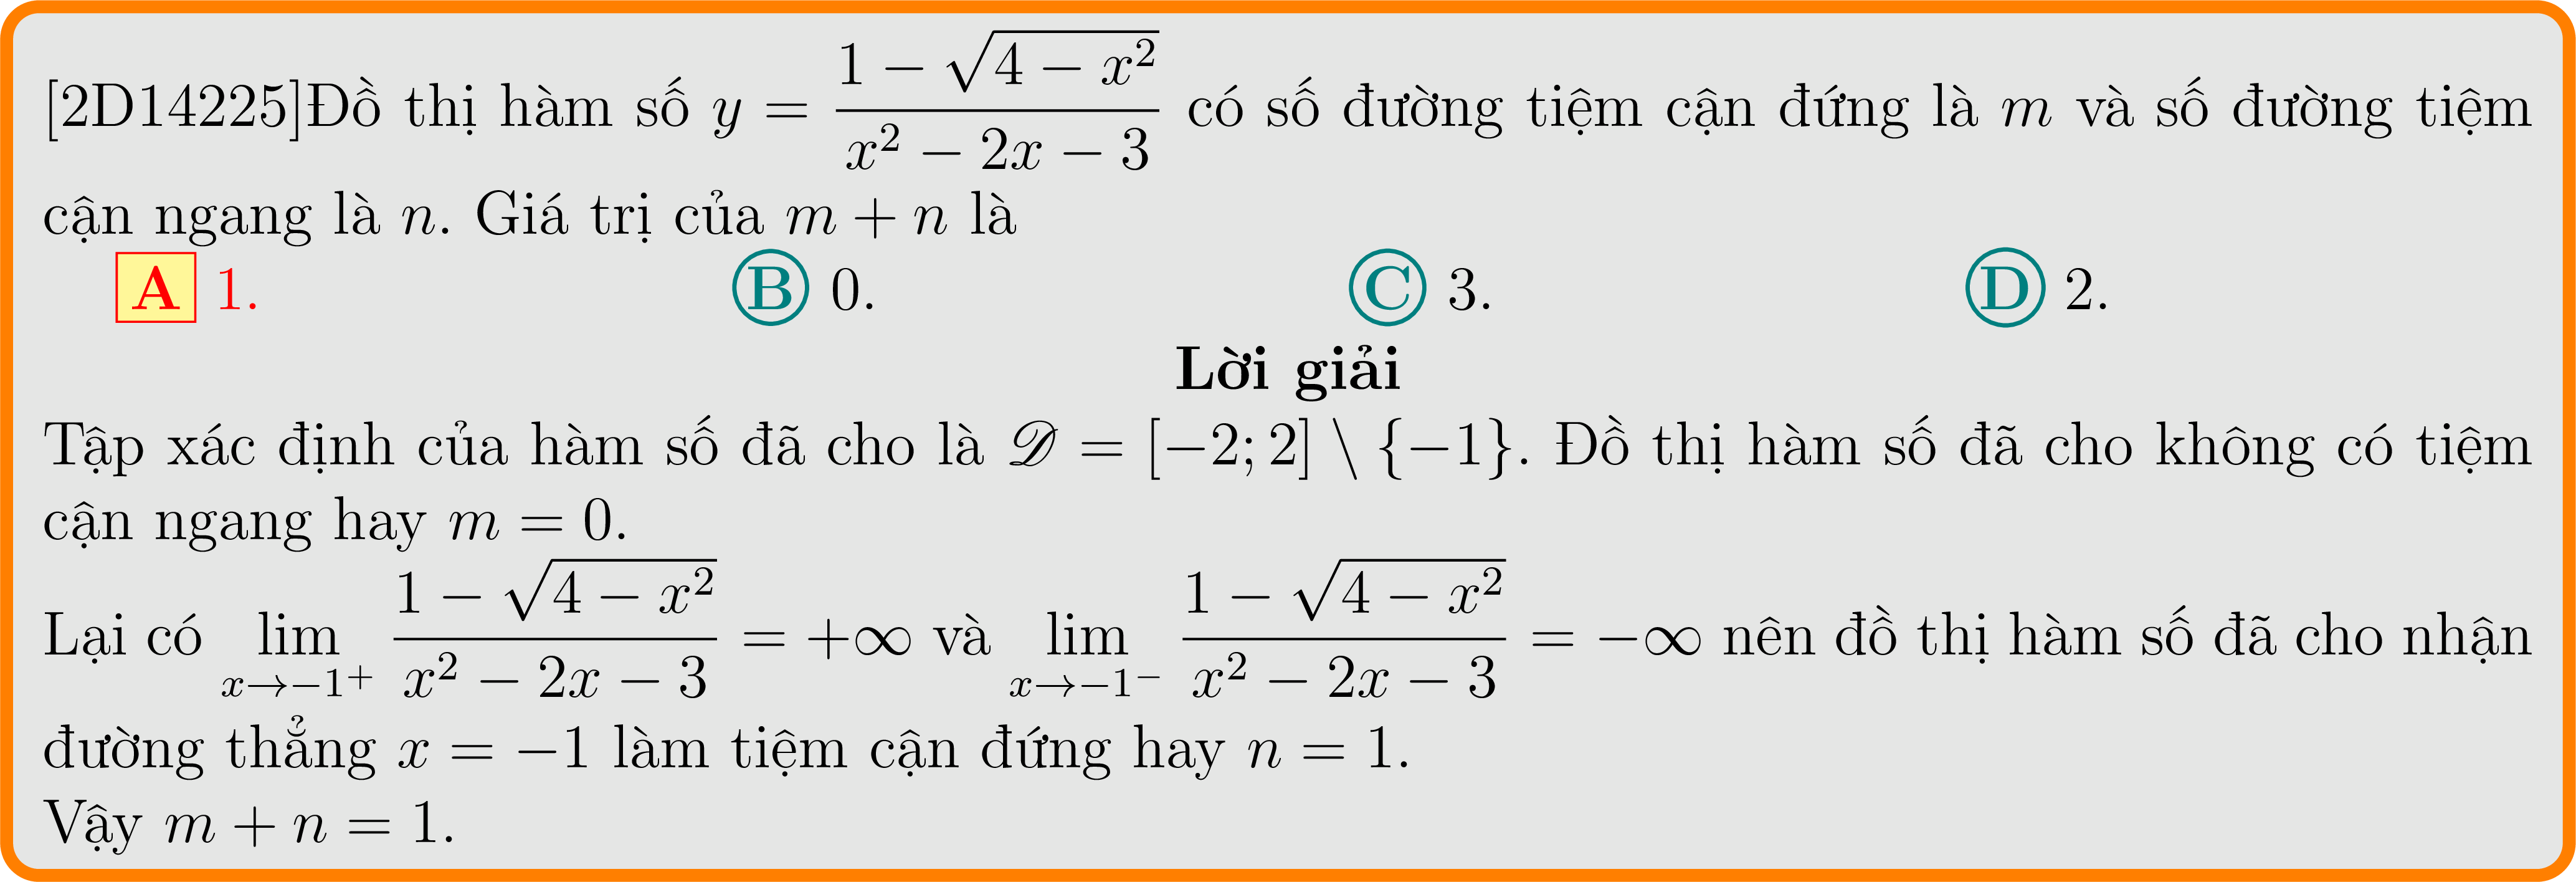 [2D14225]Đồ thị hàm số $y = \dfrac{1 - \sqrt{4 - x^2}}{x^2 - 2x - 3}$ có số đường tiệm cận đứng là $m$ và số đường tiệm
cận ngang là $n$. Giá trị của $m + n$ là
A 1. B 0. C 3. D 2.
Lời giải
Tập xác định của hàm số đã cho là $\mathscr{D} = [-2; 2] \setminus \{-1\}$. Đồ thị hàm số đã cho không có tiệm
cận ngang hay $m = 0$.
Lại có $\lim\limits_{x \to -1^+} \dfrac{1 - \sqrt{4 - x^2}}{x^2 - 2x - 3} = +\infty$ và $\lim\limits_{x \to -1^-} \dfrac{1 - \sqrt{4 - x^2}}{x^2 - 2x - 3} = -\infty$ nên đồ thị hàm số đã cho nhận
đường thẳng $x = -1$ làm tiệm cận đứng hay $n = 1$.
Vậy $m + n = 1$.